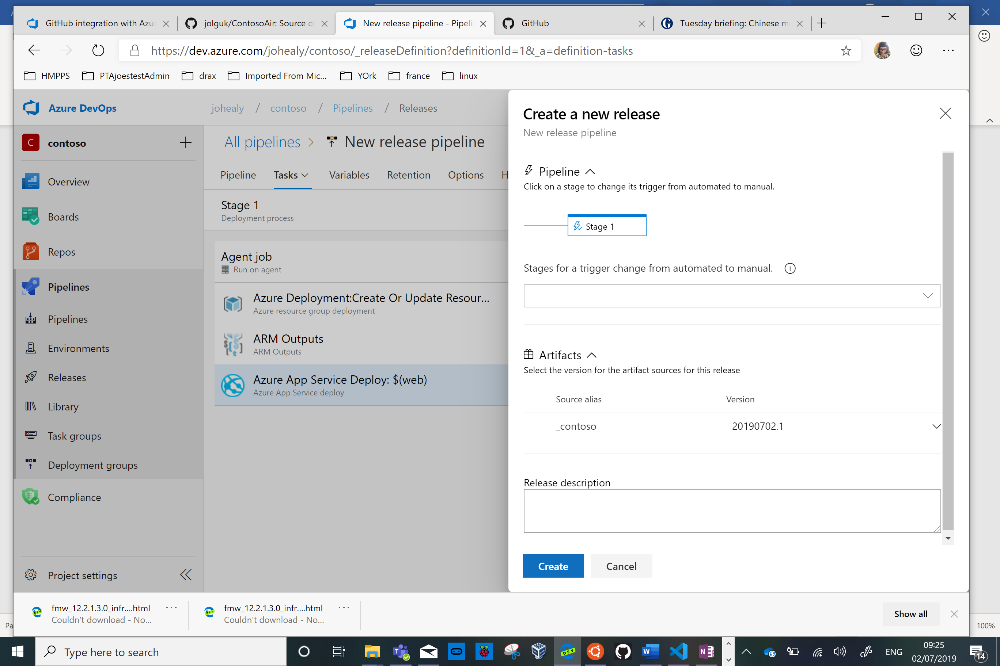 GitHub integration with Azur
jolguk/ContosoAir: Source co
New release pipeline - Pipeli
GitHub
Tuesday briefing: Chinese m
https://dev.azure.com/johealy/contoso/_releaseDefinition?definitionId=1&_a=definition-tasks
HMPPS
PTAjoestestAdmin
drax
Imported From Mic...
YOrk
france
linux
Azure DevOps
johealy / contoso / Pipelines / Releases
C contoso
Overview
Boards
Repos
Pipelines
Pipelines
Environments
Releases
Library
Task groups
Deployment groups
Compliance
Project settings
All pipelines > New release pipeline
Pipeline Tasks Variables Retention Options H
Stage 1
Deployment process
Agent job
Run on agent
Azure Deployment:Create Or Update Resour...
Azure resource group deployment
ARM Outputs
ARM Outputs
Azure App Service Deploy: $(web)
Azure App Service deploy
Create a new release
New release pipeline
Pipeline
Click on a stage to change its trigger from automated to manual.
Stage 1
Stages for a trigger change from automated to manual.
Artifacts
Select the version for the artifact sources for this release
Source alias Version
_contoso 20190702.1
Release description
Create Cancel
fmw_12.2.1.3.0_infr....html
Couldn't download - No...
fmw_12.2.1.3.0_infr....html
Couldn't download - No...
Show all
Pa
100%
Type here to search
DEV
ENG
09:25
02/07/2019
14